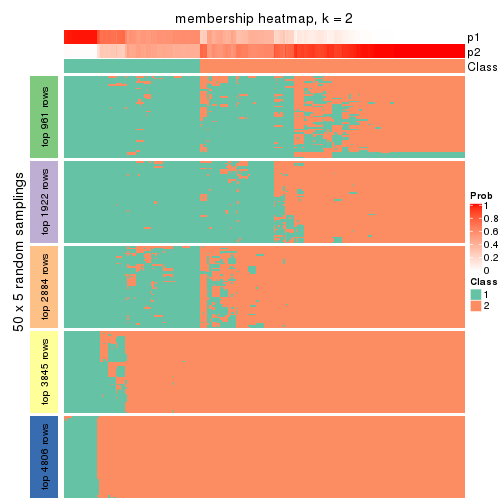 membership heatmap, k = 2
p1
p2
Class
50 x 5 random samplings
top 961 rows
top 1922 rows
top 2884 rows
top 3845 rows
top 4806 rows
Prob
1
0.8
0.6
0.4
0.2
0
Class
1
2